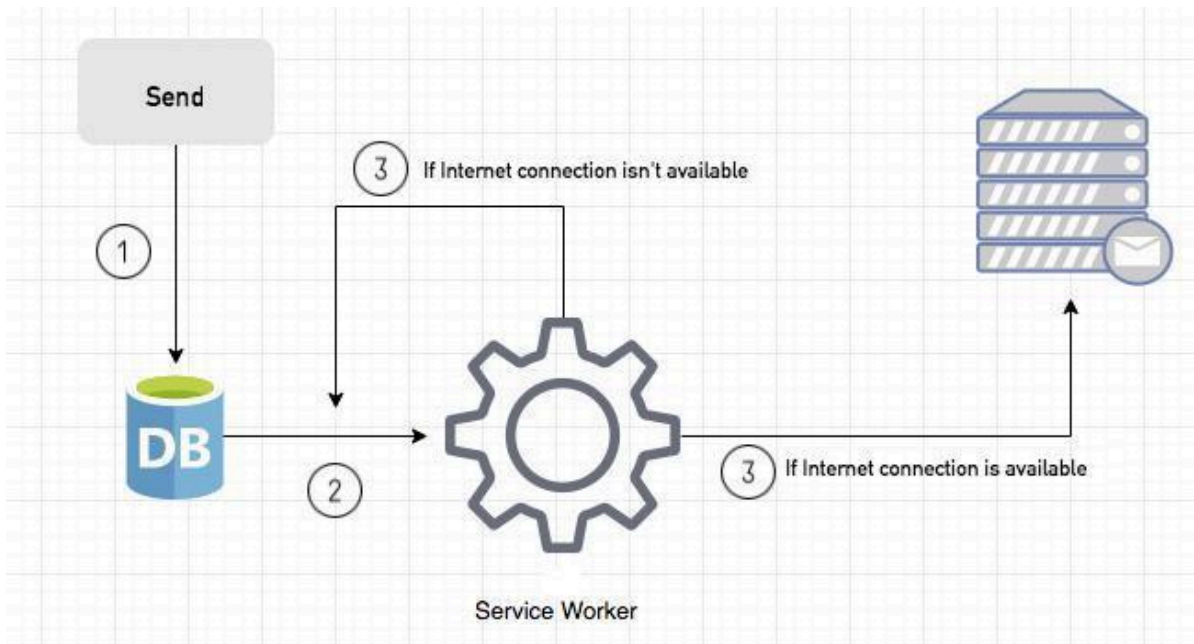 Send
3 If Internet connection isn't available
1
DB
2
3 If Internet connection is available
Service Worker